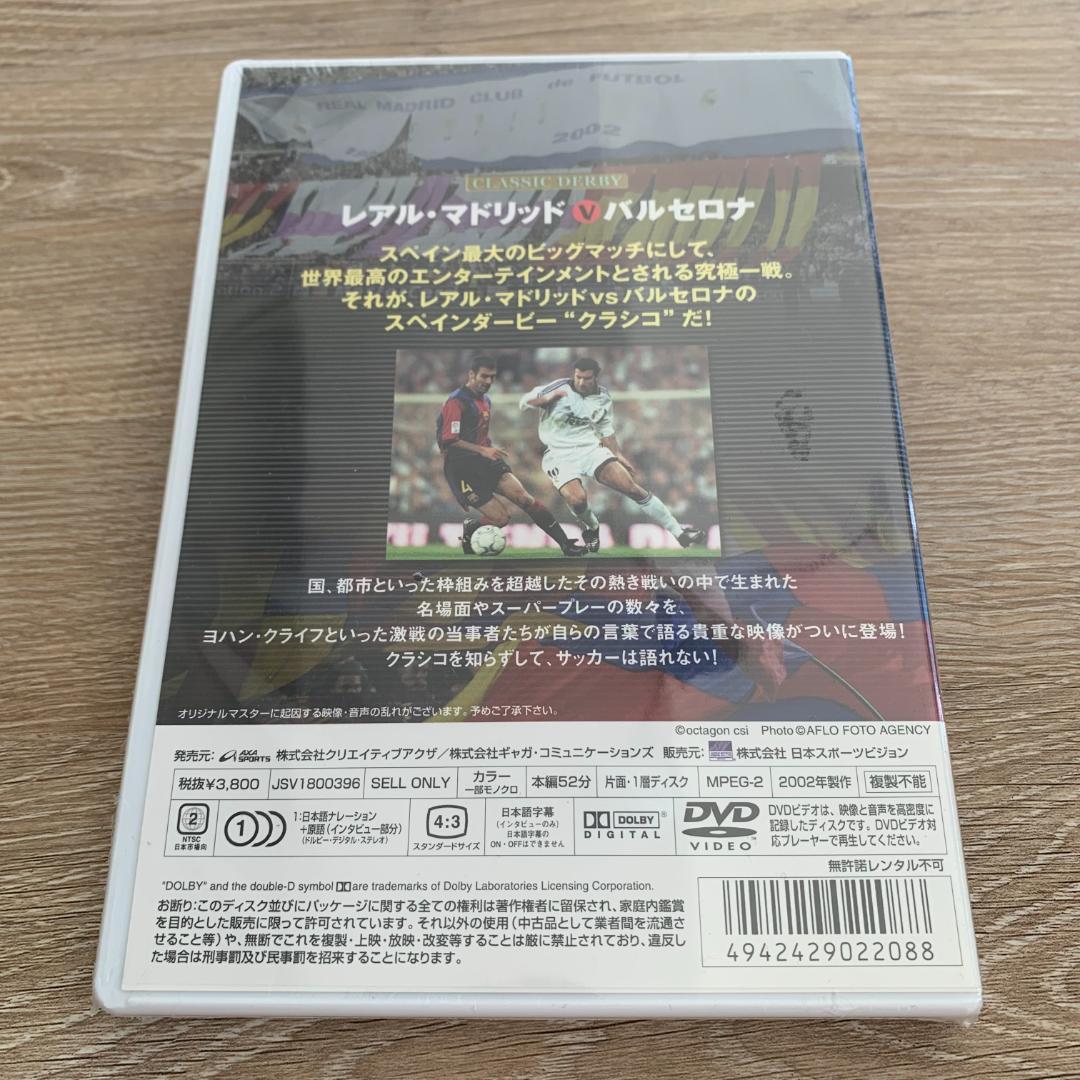 REAL MADRID CLUB de FUTBOL
2002
CLASSIC DERBY
レアル・マドリッド V バルセロナ
スペイン最大のビッグマッチにして、
世界最高のエンターテインメントとされる究極一戦。
それが、レアル・マドリッドvsバルセロナの
スペインダービー“クラシコ”だ!
4
10
国、都市といった枠組みを超越したその熱き戦いの中で生まれた
名場面やスーパープレーの数々を、
ヨハン・クライフといった激戦の当事者たちが自らの言葉で語る貴重な映像がついに登場!
クラシコを知らずして、サッカーは語れない!
オリジナルマスターに起因する映像・音声の乱れがございます。予めご了承下さい。
©octagon csi Photo©AFLO FOTO AGENCY
発売元: AXA SPORTS 株式会社クリエイティブアクザ/株式会社ギャガ・コミュニケーションズ 販売元: 株式会社 日本スポーツビジョン
税抜¥3,800 JSV1800396 SELL ONLY カラー 一部モノクロ 本編52分 片面・1層ディスク MPEG-2 2002年製作 複製不能
2 NTSC 日本市場向
1 1:日本語ナレーション
+原語(インタビュー部分)
(ドルビー・デジタル・ステレオ)
4:3
スタンダードサイズ
日本語字幕
(インタビューのみ)
日本語字幕の
ON・OFFはできません
DOLBY DIGITAL
DVD VIDEO
DVDビデオは、映像と音声を高密度に
記録したディスクです。DVDビデオ対
応プレーヤーで再生してください。
無許諾レンタル不可
"DOLBY" and the double-D symbol are trademarks of Dolby Laboratories Licensing Corporation.
お断り:このディスク並びにパッケージに関する全ての権利は著作権者に留保され、家庭内鑑賞
を目的とした販売に限って許可されています。それ以外の使用(中古品として業者間を流通さ
せること等)や、無断でこれを複製・上映・放映・改変等することは厳に禁止されており、違反し
た場合は刑事罰及び民事罰を招来することになります。
4942429022088